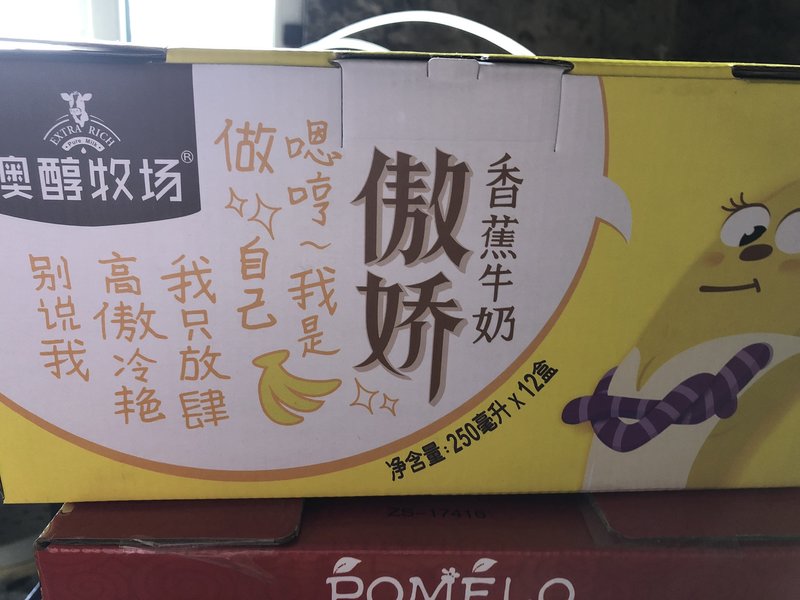 EXTRA RICH
Pure Milk
澳醇牧场®
香蕉牛奶
傲娇
嗯哼~我是
做自己
我只放肆
高傲冷艳
别说我
净含量:250毫升×12盒
ZS-17416
POMELO